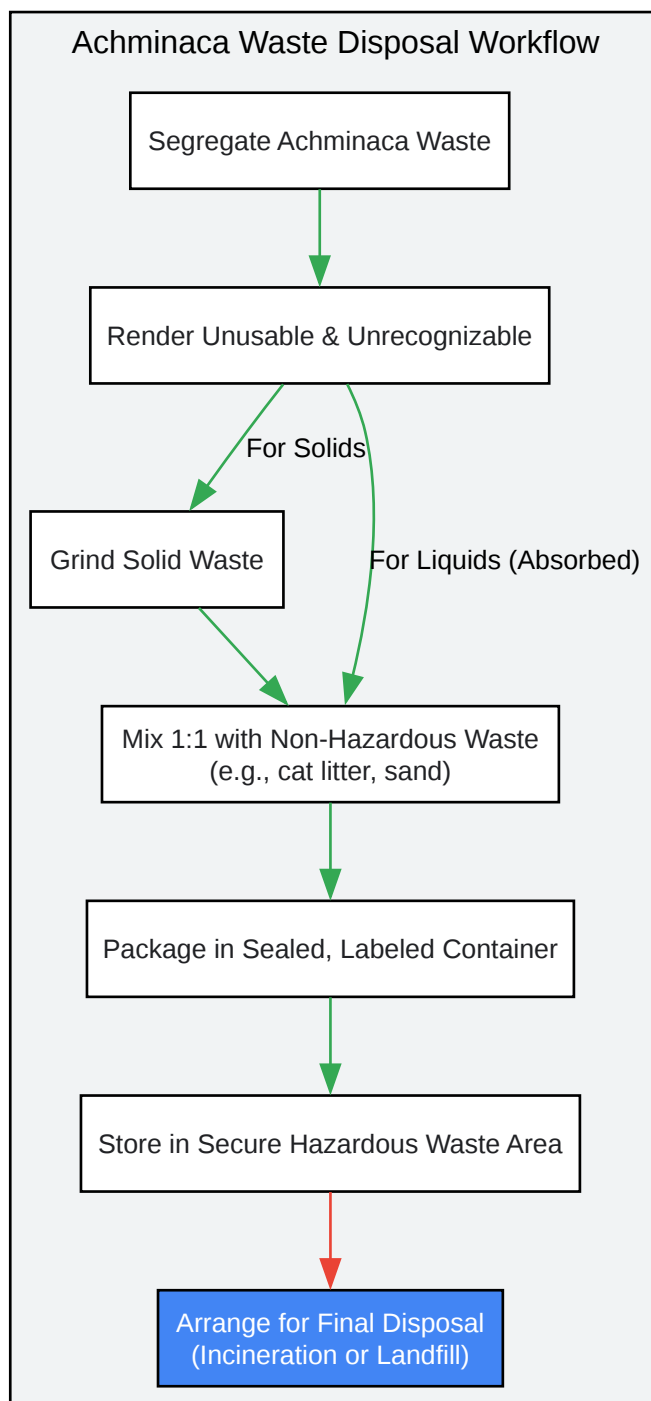 Achminaca Waste Disposal Workflow
Segregate Achminaca Waste
Render Unusable & Unrecognizable
For Solids
Grind Solid Waste
For Liquids (Absorbed)
Mix 1:1 with Non-Hazardous Waste
(e.g., cat litter, sand)
Package in Sealed, Labeled Container
Store in Secure Hazardous Waste Area
Arrange for Final Disposal
(Incineration or Landfill)